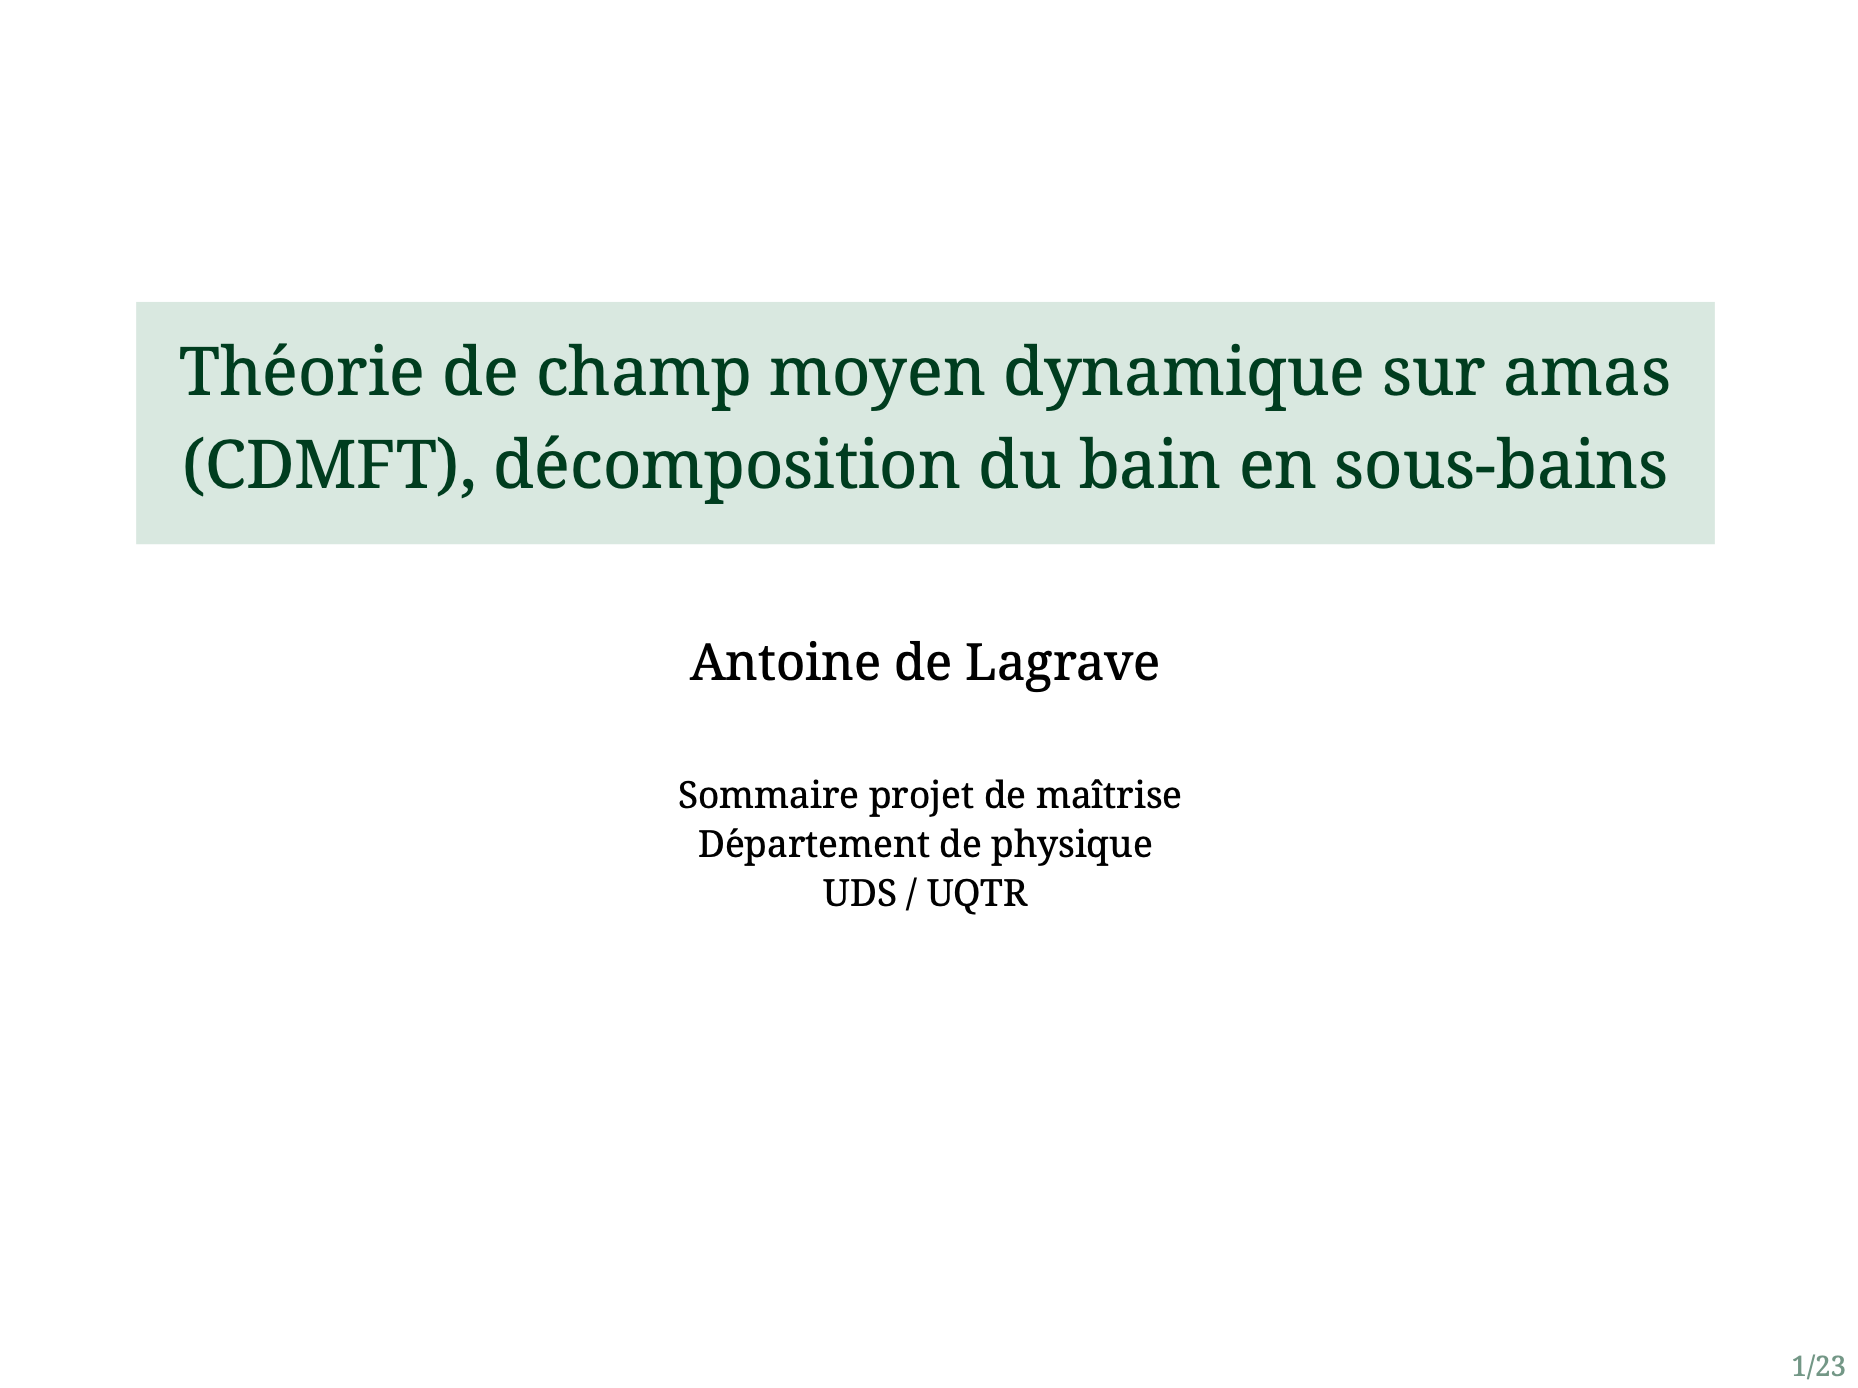 Théorie de champ moyen dynamique sur amas
(CDMFT), décomposition du bain en sous-bains
Antoine de Lagrave
Sommaire projet de maîtrise
Département de physique
UDS / UQTR
1/23